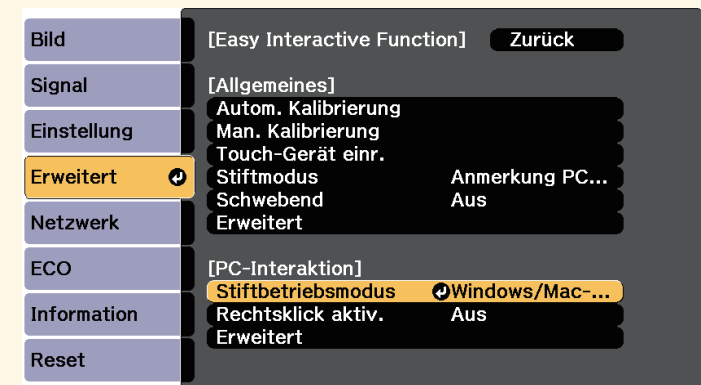 Bild
Signal
Einstellung
Erweitert
Netzwerk
ECO
Information
Reset
[Easy Interactive Function] Zurück
[Allgemeines]
Autom. Kalibrierung
Man. Kalibrierung
Touch-Gerät einr.
Stiftmodus Anmerkung PC...
Schwebend Aus
Erweitert
[PC-Interaktion]
Stiftbetriebsmodus Windows/Mac-...
Rechtsklick aktiv. Aus
Erweitert